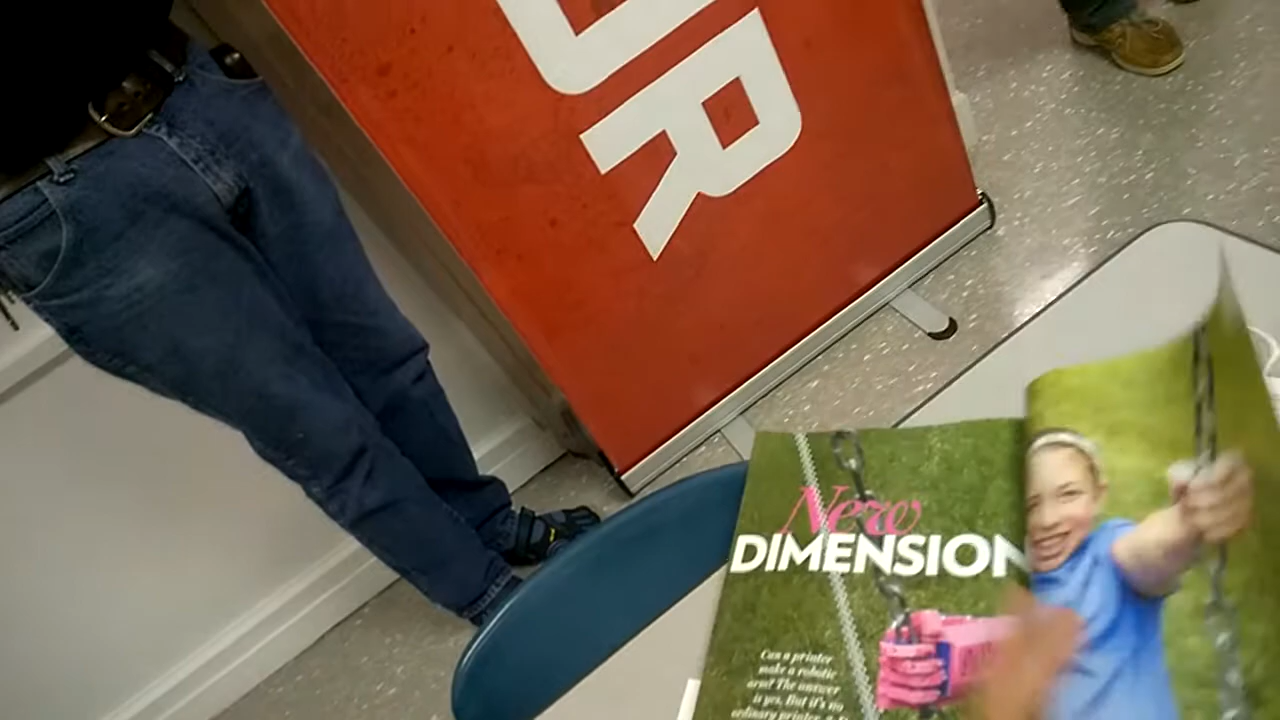 UR
New
DIMENSION
Can a printer
make a robotic
arm? The answer
is yes. But it's no
ordinary printer.